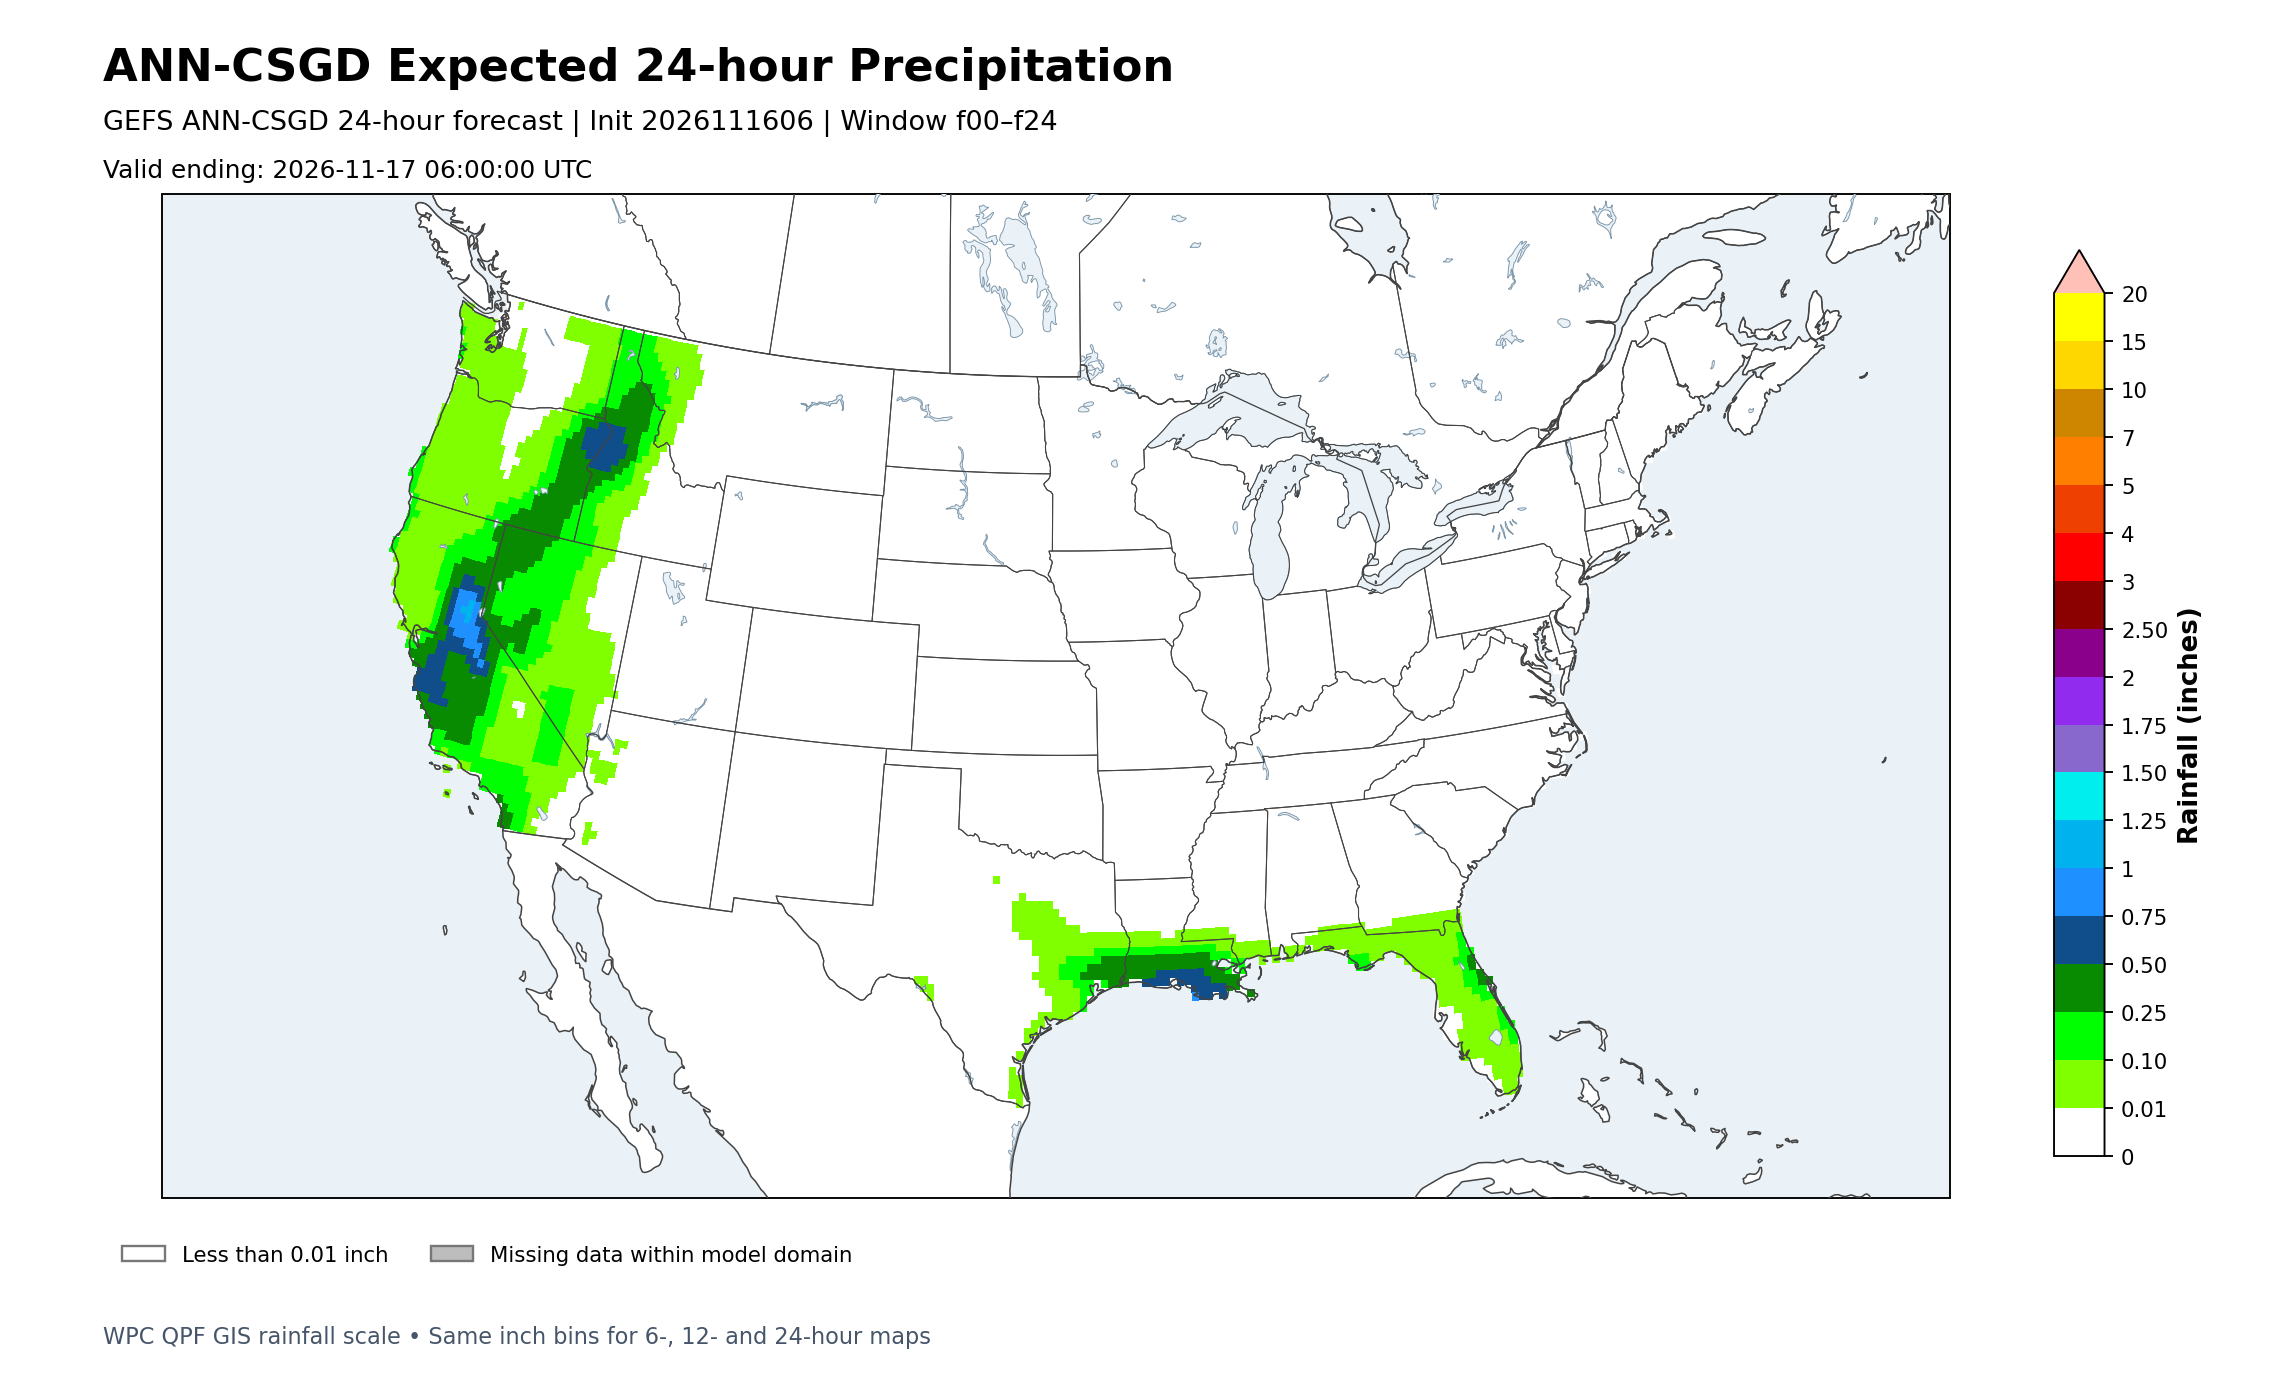 ANN-CSGD Expected 24-hour Precipitation
GEFS ANN-CSGD 24-hour forecast | Init 2026111606 | Window f00–f24
Valid ending: 2026-11-17 06:00:00 UTC
20
15
10
7
5
4
3
2.50
2
1.75
1.50
1.25
1
0.75
0.50
0.25
0.10
0.01
0
Rainfall (inches)
Less than 0.01 inch
Missing data within model domain
WPC QPF GIS rainfall scale • Same inch bins for 6-, 12- and 24-hour maps